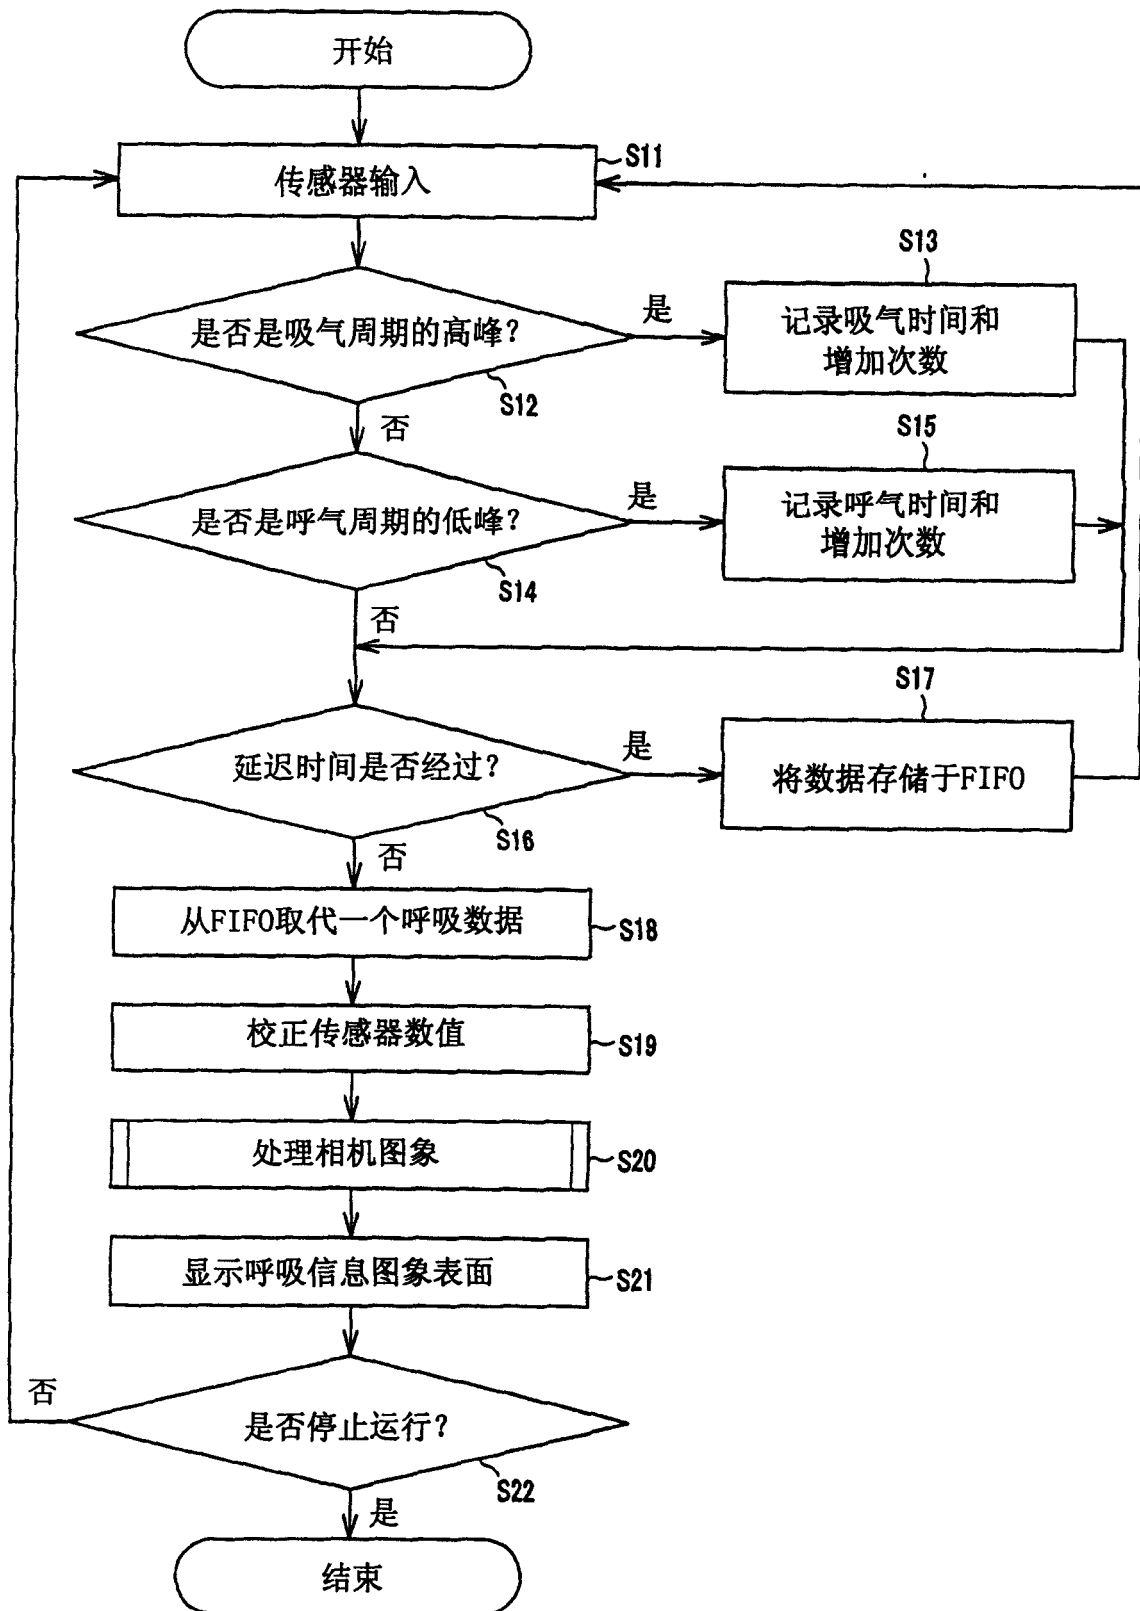 开始
传感器输入
S11
是否是吸气周期的高峰?
S12
是
S13
记录吸气时间和
增加次数
否
是否是呼气周期的低峰?
S14
是
S15
记录呼气时间和
增加次数
否
延迟时间是否经过?
S16
是
S17
将数据存储于FIFO
否
从FIFO取代一个呼吸数据
S18
校正传感器数值
S19
处理相机图象
S20
显示呼吸信息图象表面
S21
否
是否停止运行?
S22
是
结束